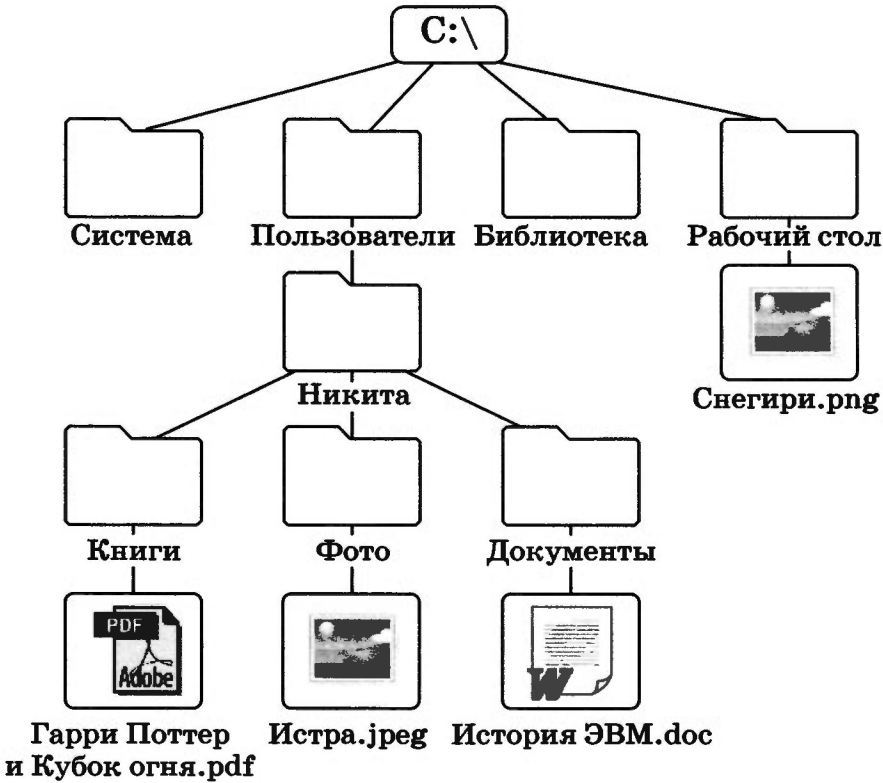 C:\
Система Пользователи Библиотека Рабочий стол
Никита
Снегири.png
Книги Фото Документы
PDF
Adobe
W
Гарри Поттер
и Кубок огня.pdf
Истра.jpeg
История ЭВМ.doc